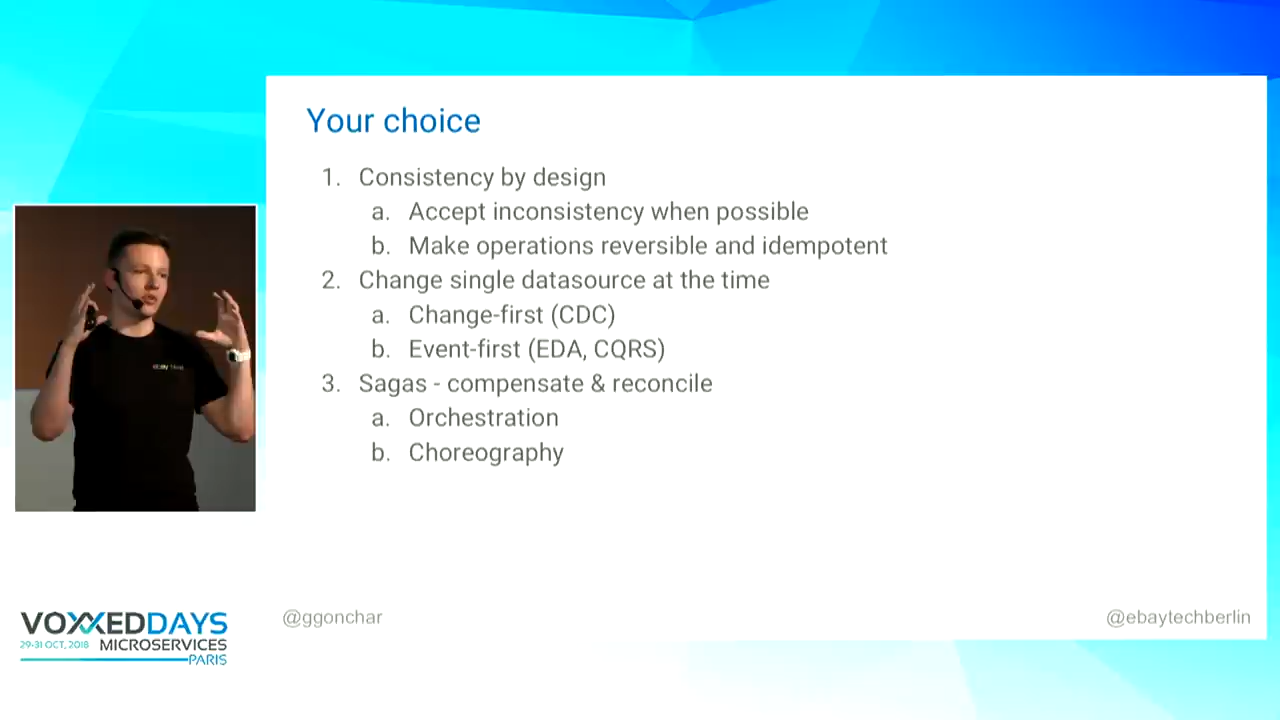 Your choice
1. Consistency by design
a. Accept inconsistency when possible
b. Make operations reversible and idempotent
2. Change single datasource at the time
a. Change-first (CDC)
b. Event-first (EDA, CQRS)
3. Sagas - compensate & reconcile
a. Orchestration
b. Choreography
@ggonchar
@ebaytechberlin
VOXXEDDAYS
29-31 OCT, 2018 MICROSERVICES
PARIS